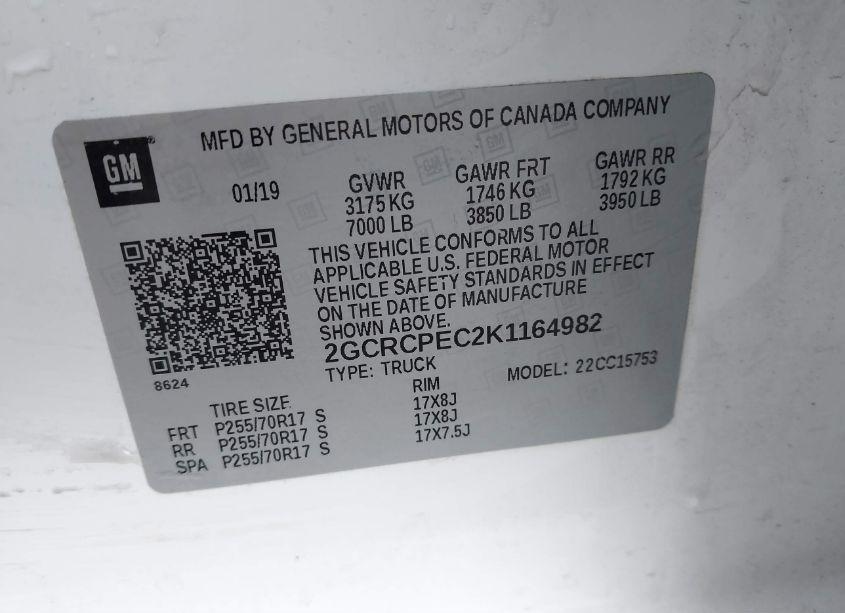 MFD BY GENERAL MOTORS OF CANADA COMPANY
GM
01/19 GVWR GAWR FRT GAWR RR
3175 KG 1746 KG 1792 KG
7000 LB 3850 LB 3950 LB
THIS VEHICLE CONFORMS TO ALL
APPLICABLE U.S. FEDERAL MOTOR
VEHICLE SAFETY STANDARDS IN EFFECT
ON THE DATE OF MANUFACTURE
SHOWN ABOVE.
2GCRCPEC2K1164982
TYPE: TRUCK MODEL: 22CC15753
8624
TIRE SIZE RIM
FRT P255/70R17 S 17X8J
RR P255/70R17 S 17X8J
SPA P255/70R17 S 17X7.5J